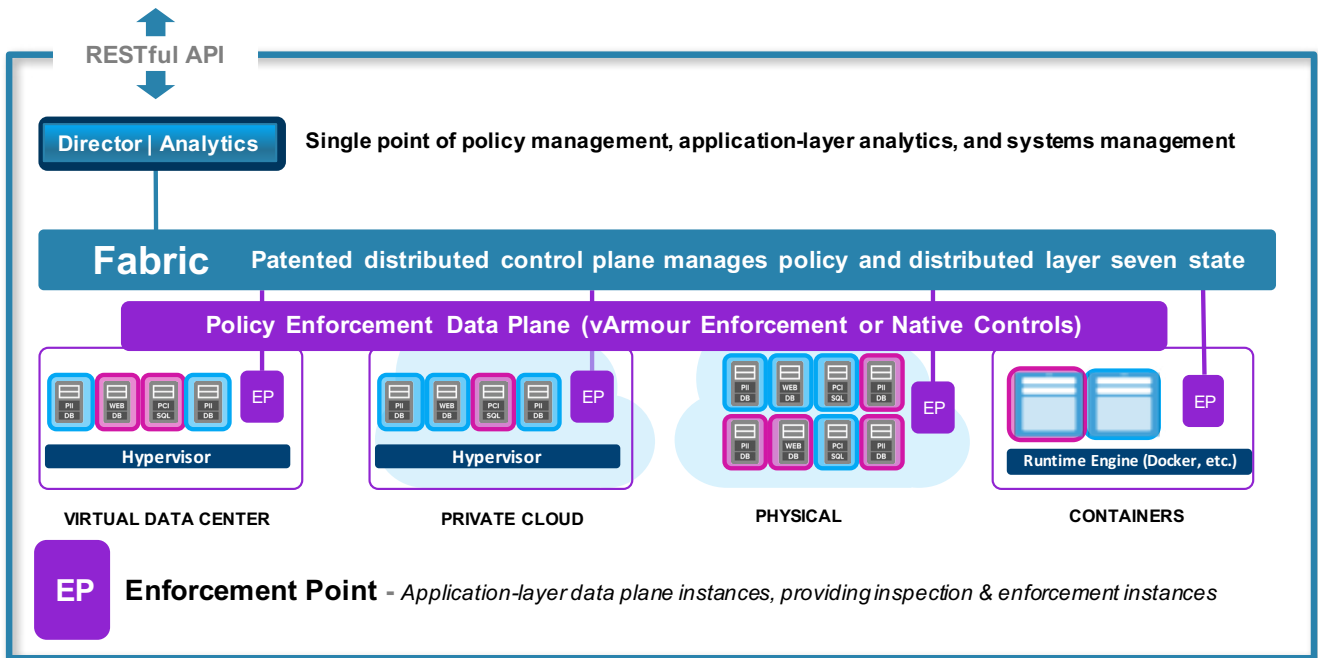 RESTful API
Director | Analytics
Single point of policy management, application-layer analytics, and systems management
Fabric Patented distributed control plane manages policy and distributed layer seven state
Policy Enforcement Data Plane (vArmour Enforcement or Native Controls)
PII DB
WEB DB
PCI SQL
PII DB
EP
Hypervisor
VIRTUAL DATA CENTER
PII DB
WEB DB
PCI SQL
PII DB
EP
Hypervisor
PRIVATE CLOUD
PII DB
WEB DB
PCI SQL
PII DB
PII DB
WEB DB
PCI SQL
PII DB
EP
PHYSICAL
EP
Runtime Engine (Docker, etc.)
CONTAINERS
EP
Enforcement Point - Application-layer data plane instances, providing inspection & enforcement instances